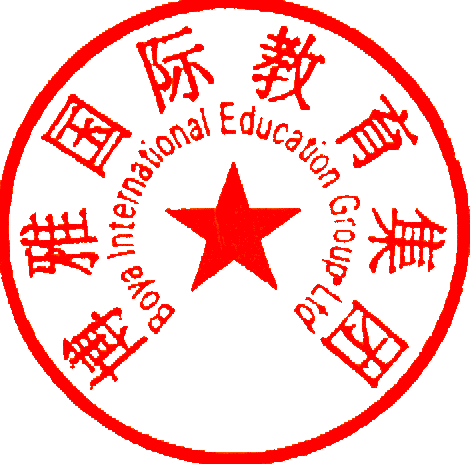 博雅国际教育集团
Boya International Education Group Ltd